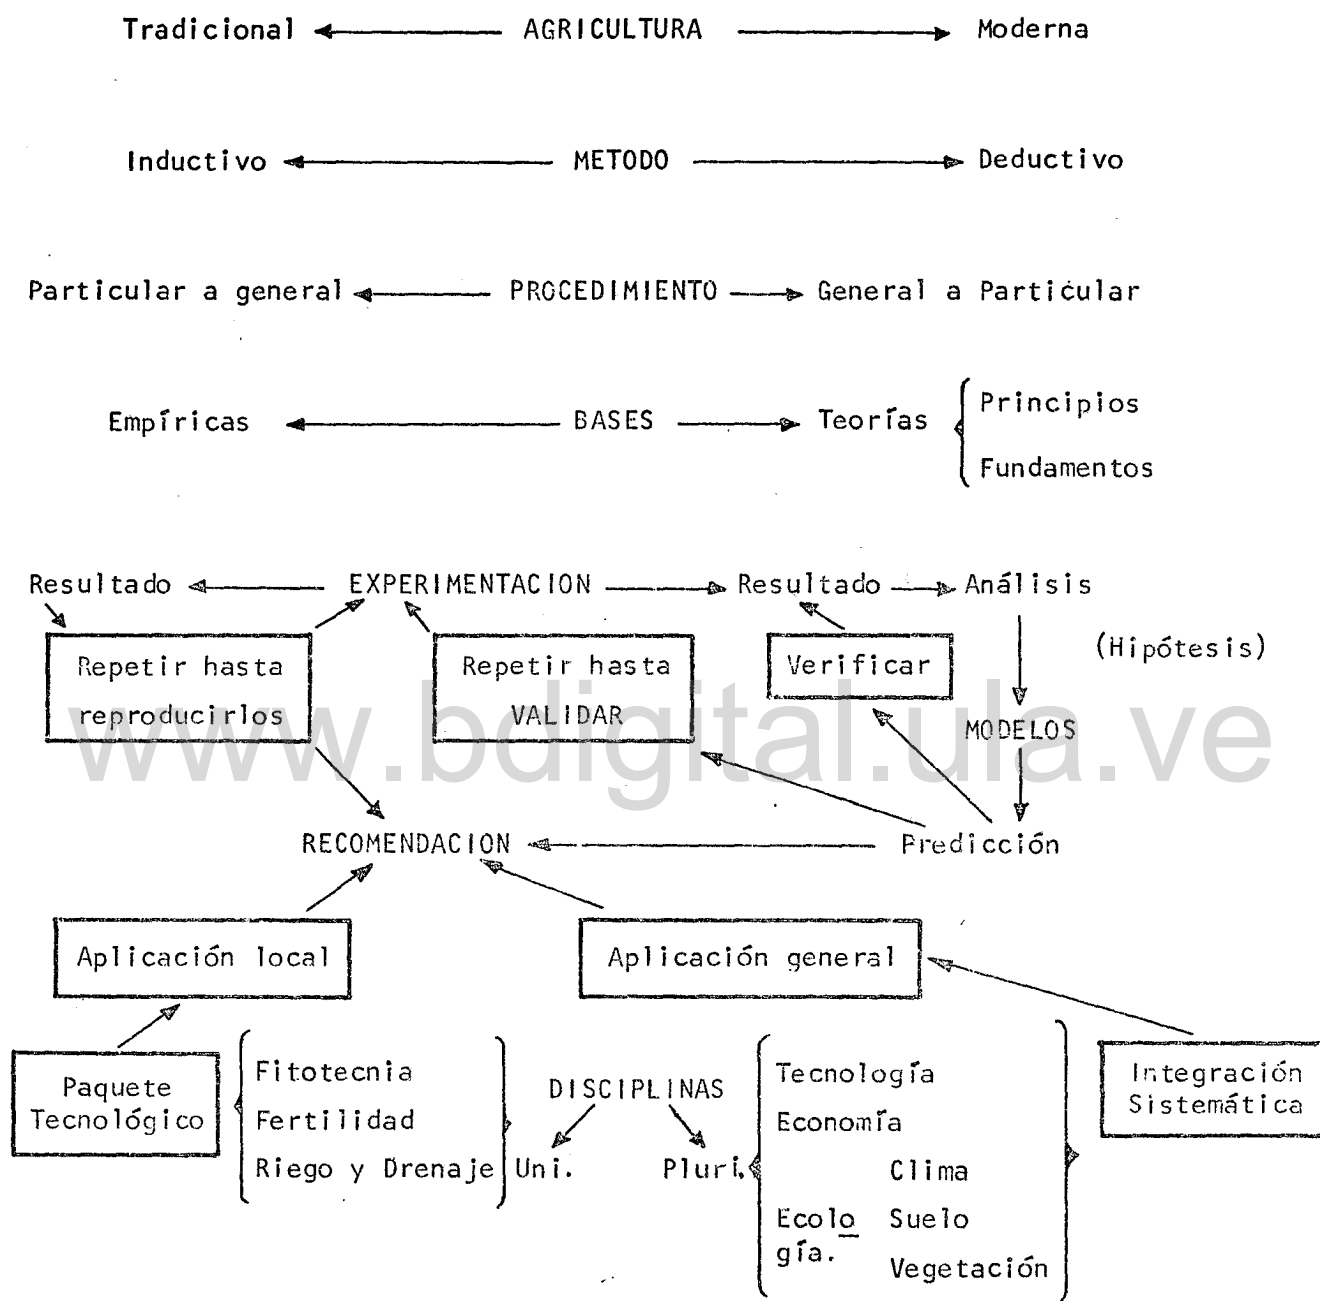 Tradicional AGRICULTURA Moderna
Inductivo METODO Deductivo
Particular a general PROCEDIMIENTO General a Particular
Empíricas BASES Teorías
Principios
Fundamentos
Resultado EXPERIMENTACION Resultado Análisis
(Hipótesis)
Repetir hasta
reproducirlos
Repetir hasta
VALIDAR
Verificar
MODELOS
www.bdigital.ula.ve
RECOMENDACION Predicción
Aplicación local
Aplicación general
Paquete
Tecnológico
Fitotecnia
Fertilidad
Riego y Drenaje
DISCIPLINAS
Uni. Pluri.
Tecnología
Economía
Ecolo
gía.
Clima
Suelo
Vegetación
Integración
Sistemática